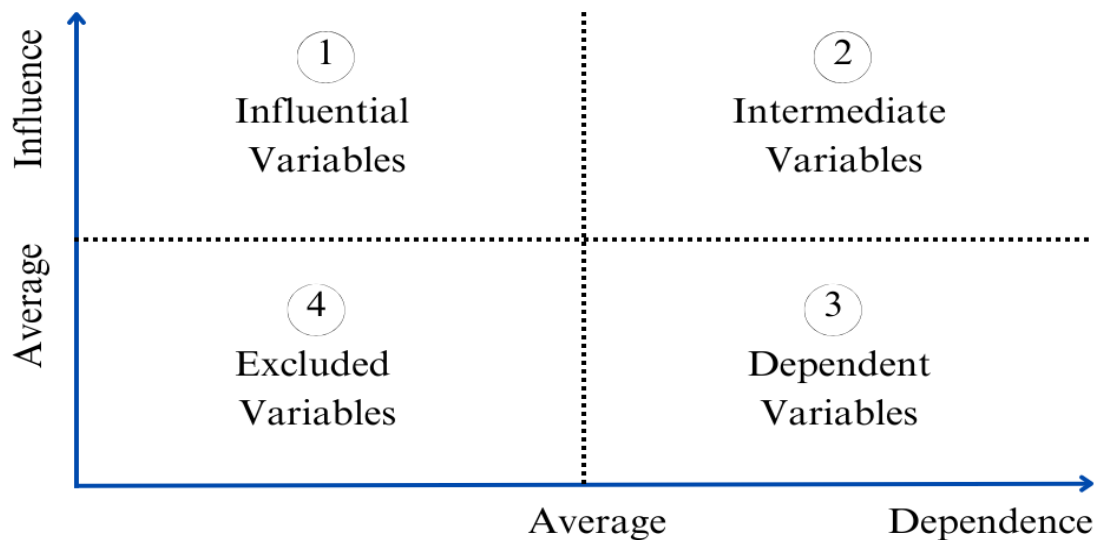 Influence
1
Influential
Variables
2
Intermediate
Variables
Average
4
Excluded
Variables
3
Dependent
Variables
Average
Dependence